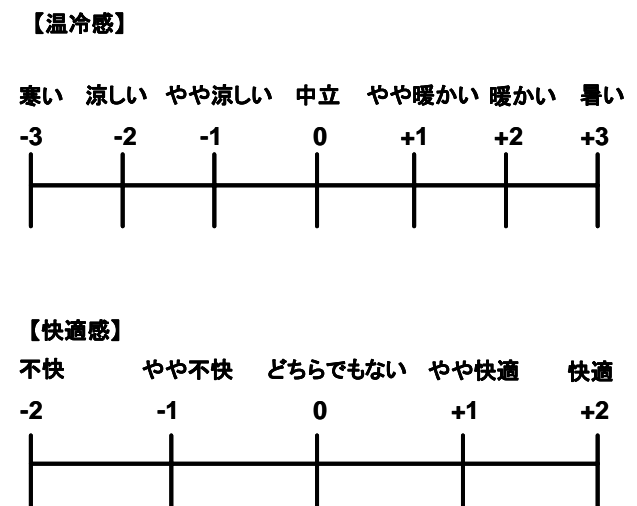 【温冷感】
寒い 涼しい やや涼しい 中立 やや暖かい 暖かい 暑い
-3 -2 -1 0 +1 +2 +3
【快適感】
不快 やや不快 どちらでもない やや快適 快適
-2 -1 0 +1 +2